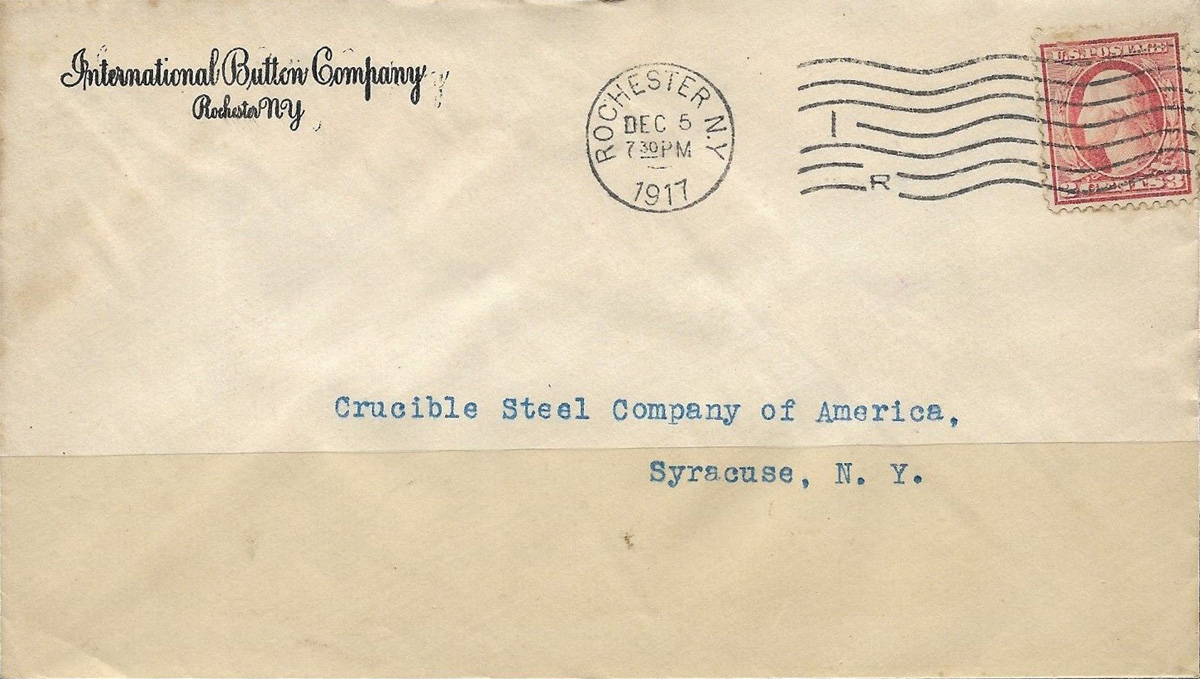 International Button Company
Rochester NY
ROCHESTER N.Y.
DEC 5
7 30 PM
1917
1
R
U.S. POSTAGE
Crucible Steel Company of America,
Syracuse, N. Y.